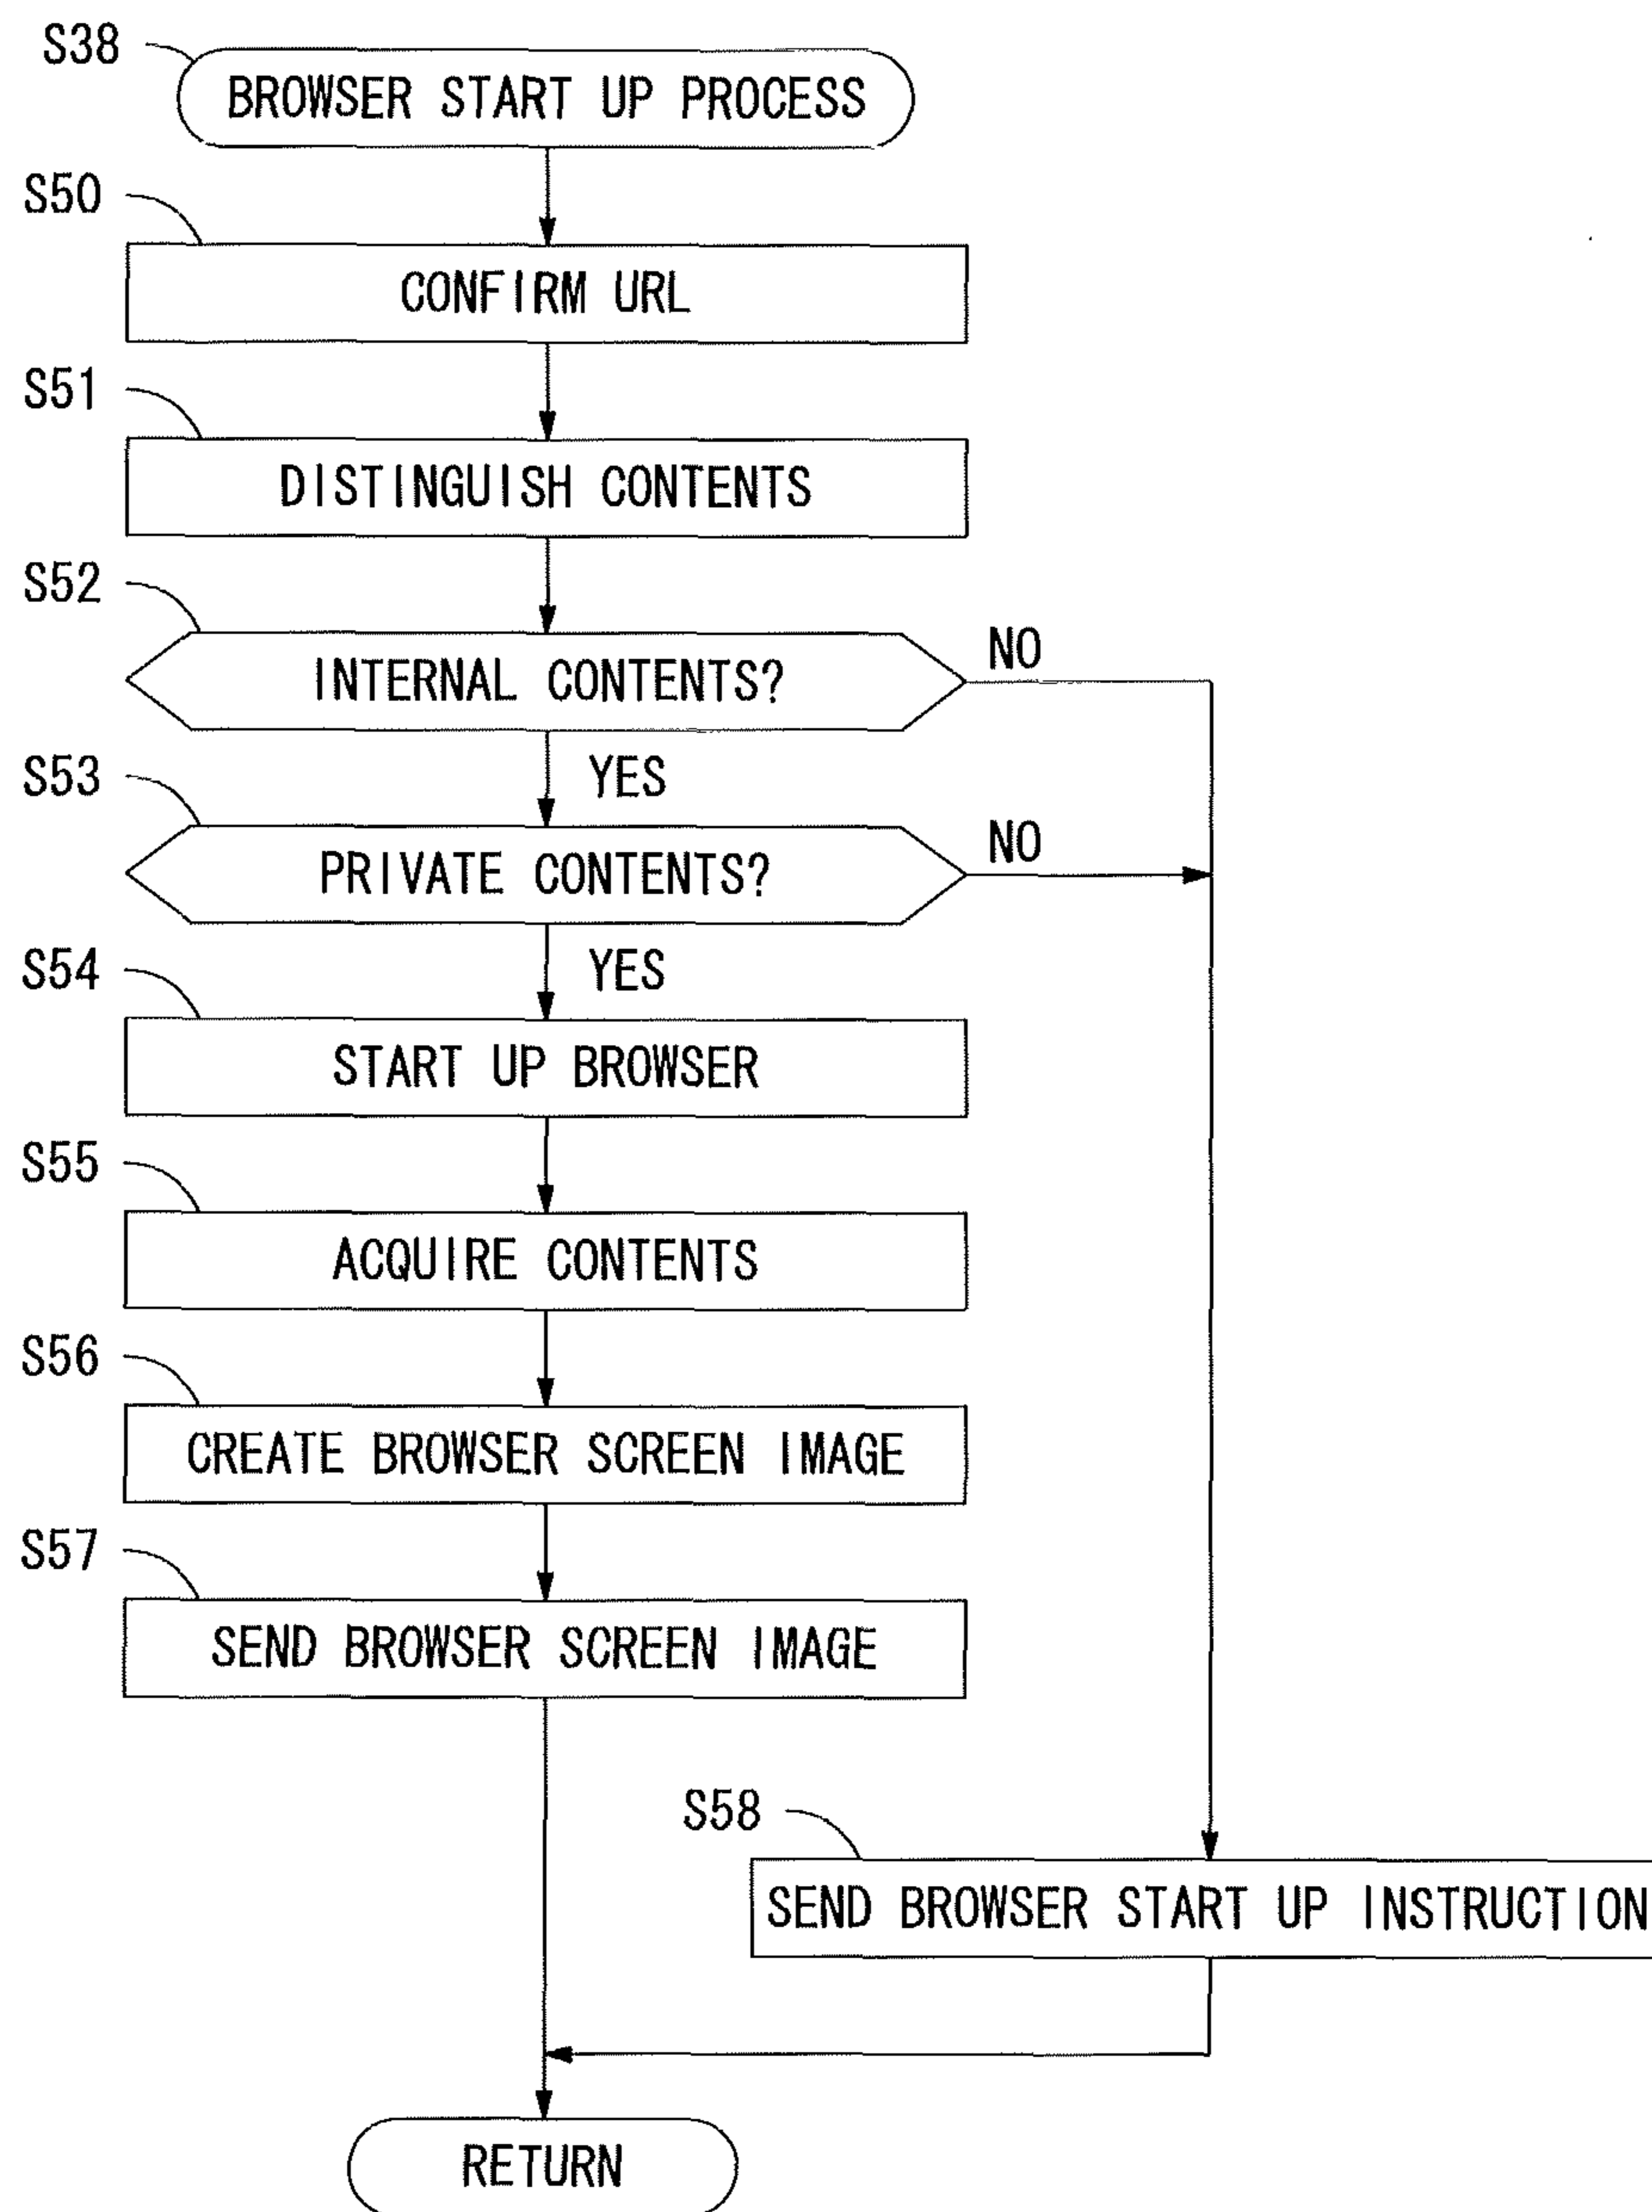 S38
BROWSER START UP PROCESS
S50
CONFIRM URL
S51
DISTINGUISH CONTENTS
S52
INTERNAL CONTENTS?
NO
YES
S53
PRIVATE CONTENTS?
NO
YES
S54
START UP BROWSER
S55
ACQUIRE CONTENTS
S56
CREATE BROWSER SCREEN IMAGE
S57
SEND BROWSER SCREEN IMAGE
S58
SEND BROWSER START UP INSTRUCTION
RETURN